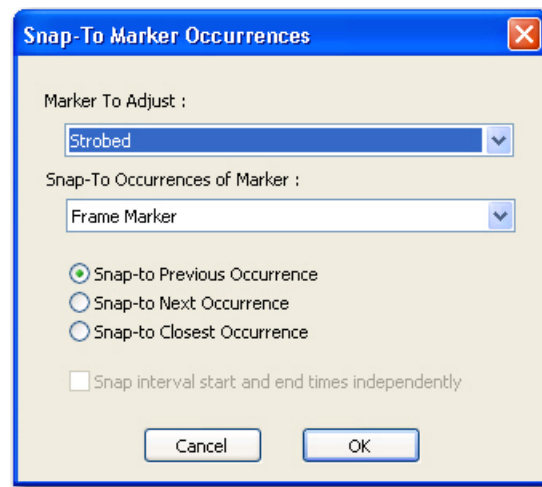 Snap-To Marker Occurrences
Marker To Adjust :
Strobed
Snap-To Occurrences of Marker :
Frame Marker
Snap-to Previous Occurrence
Snap-to Next Occurrence
Snap-to Closest Occurrence
Snap interval start and end times independently
Cancel OK